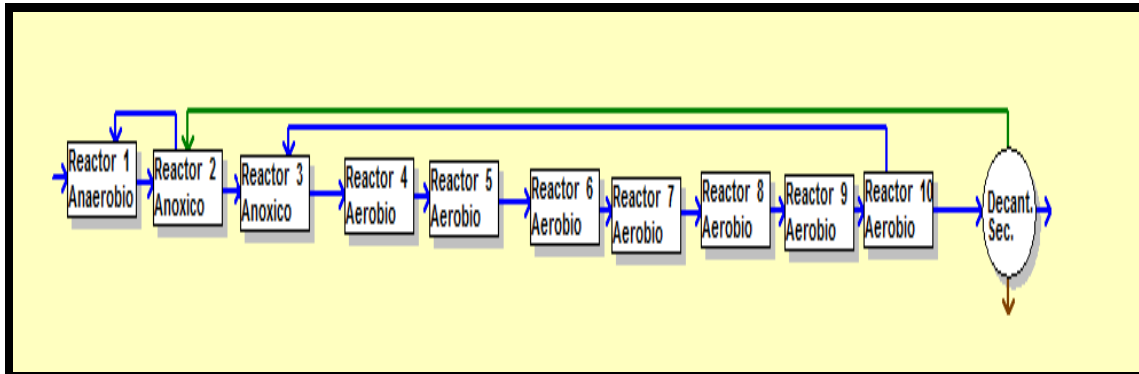 Reactor 1
Anaerobio
Reactor 2
Anoxico
Reactor 3
Anoxico
Reactor 4
Aerobio
Reactor 5
Aerobio
Reactor 6
Aerobio
Reactor 7
Aerobio
Reactor 8
Aerobio
Reactor 9
Aerobio
Reactor 10
Aerobio
Decant.
Sec.